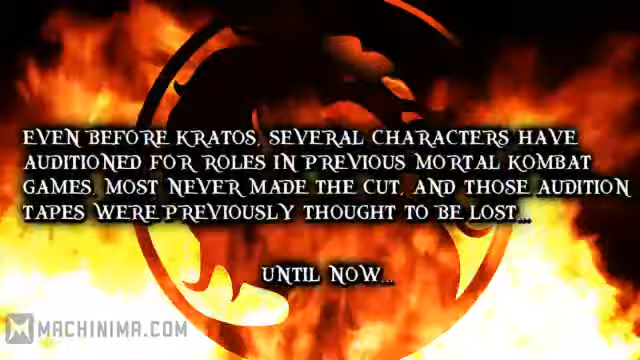 EVEN BEFORE KRATOS, SEVERAL CHARACTERS HAVE
AUDITIONED FOR ROLES IN PREVIOUS MORTAL KOMBAT
GAMES. MOST NEVER MADE THE CUT, AND THOSE AUDITION
TAPES WERE PREVIOUSLY THOUGHT TO BE LOST...
UNTIL NOW...
MACHINIMA.COM